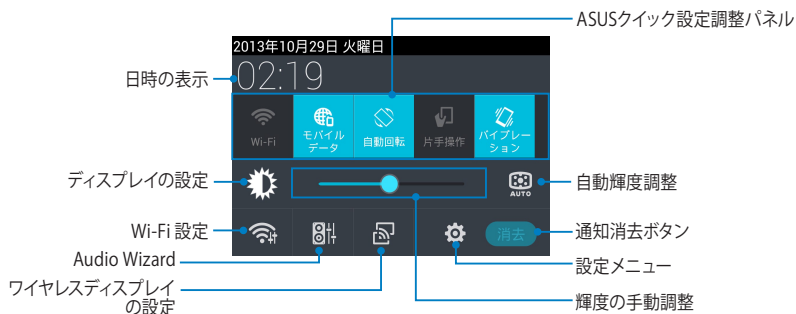 ASUSクイック設定調整パネル
2013年10月29日 火曜日
日時の表示
02:19
Wi-Fi
モバイル
データ
自動回転
片手操作
バイブレー
ション
ディスプレイの設定
AUTO
自動輝度調整
Wi-Fi 設定
消去
通知消去ボタン
Audio Wizard
設定メニュー
ワイヤレスディスプレイ
の設定
輝度の手動調整